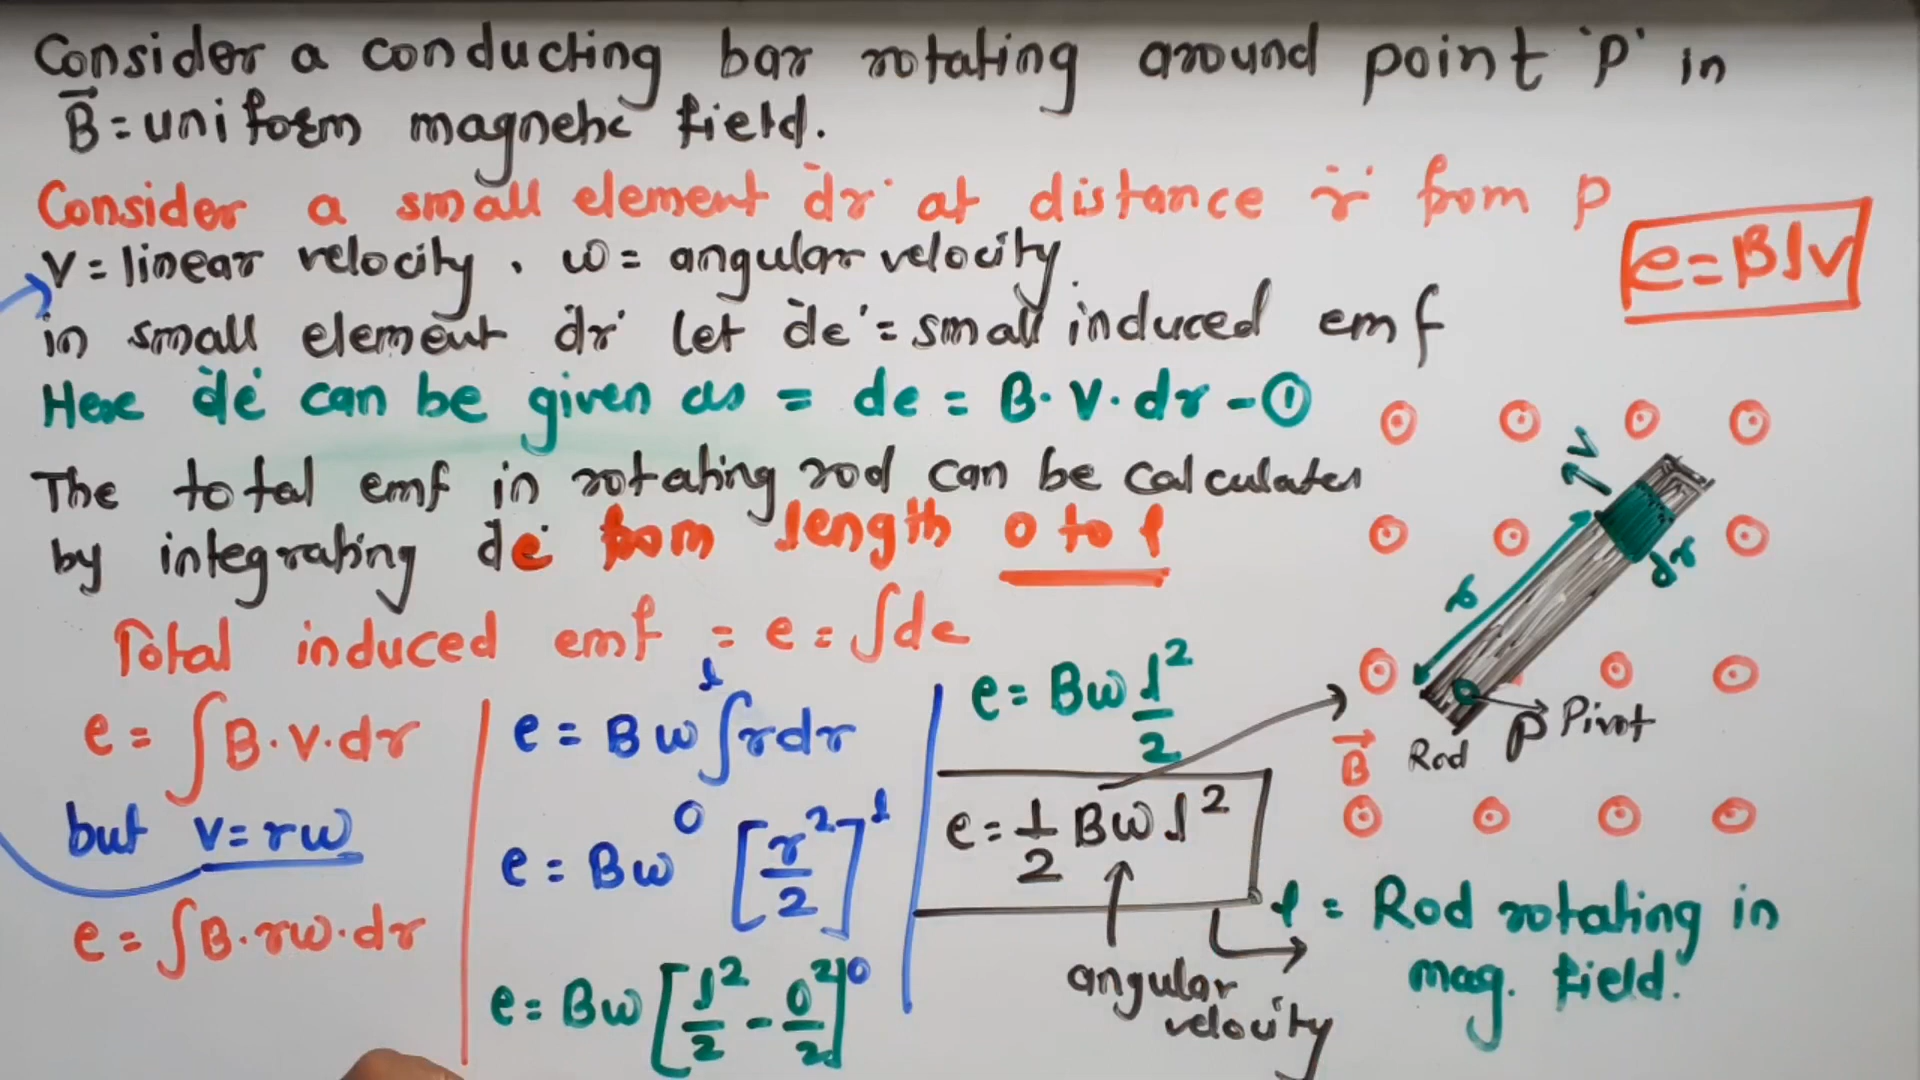 Consider a conducting bar rotating around point 'P' in
B⃗ = uniform magnetic field.
Consider a small element 'dr' at distance 'r' from P
V = linear velocity, ω = angular velocity
e = Blv
in small element 'dr' let 'de' = small induced emf
Here 'de' can be given as = de = B·V·dr - ①
The total emf in rotating rod can be calculates
by integrating de from length 0 to l
Total induced emf = e = ∫de
e = ∫B·V·dr
but V = rω
e = ∫B·rω·dr
e = Bω ∫₀ˡ rdr
e = Bω [r²/2]ˡ₀
e = Bω [l²/2 - 0²/2]
e = Bω l²/2
e = 1/2 Bω l²
angular
velocity
l = Rod rotating in
mag. field.
V
dr
r
P Pivot
Rod
B⃗